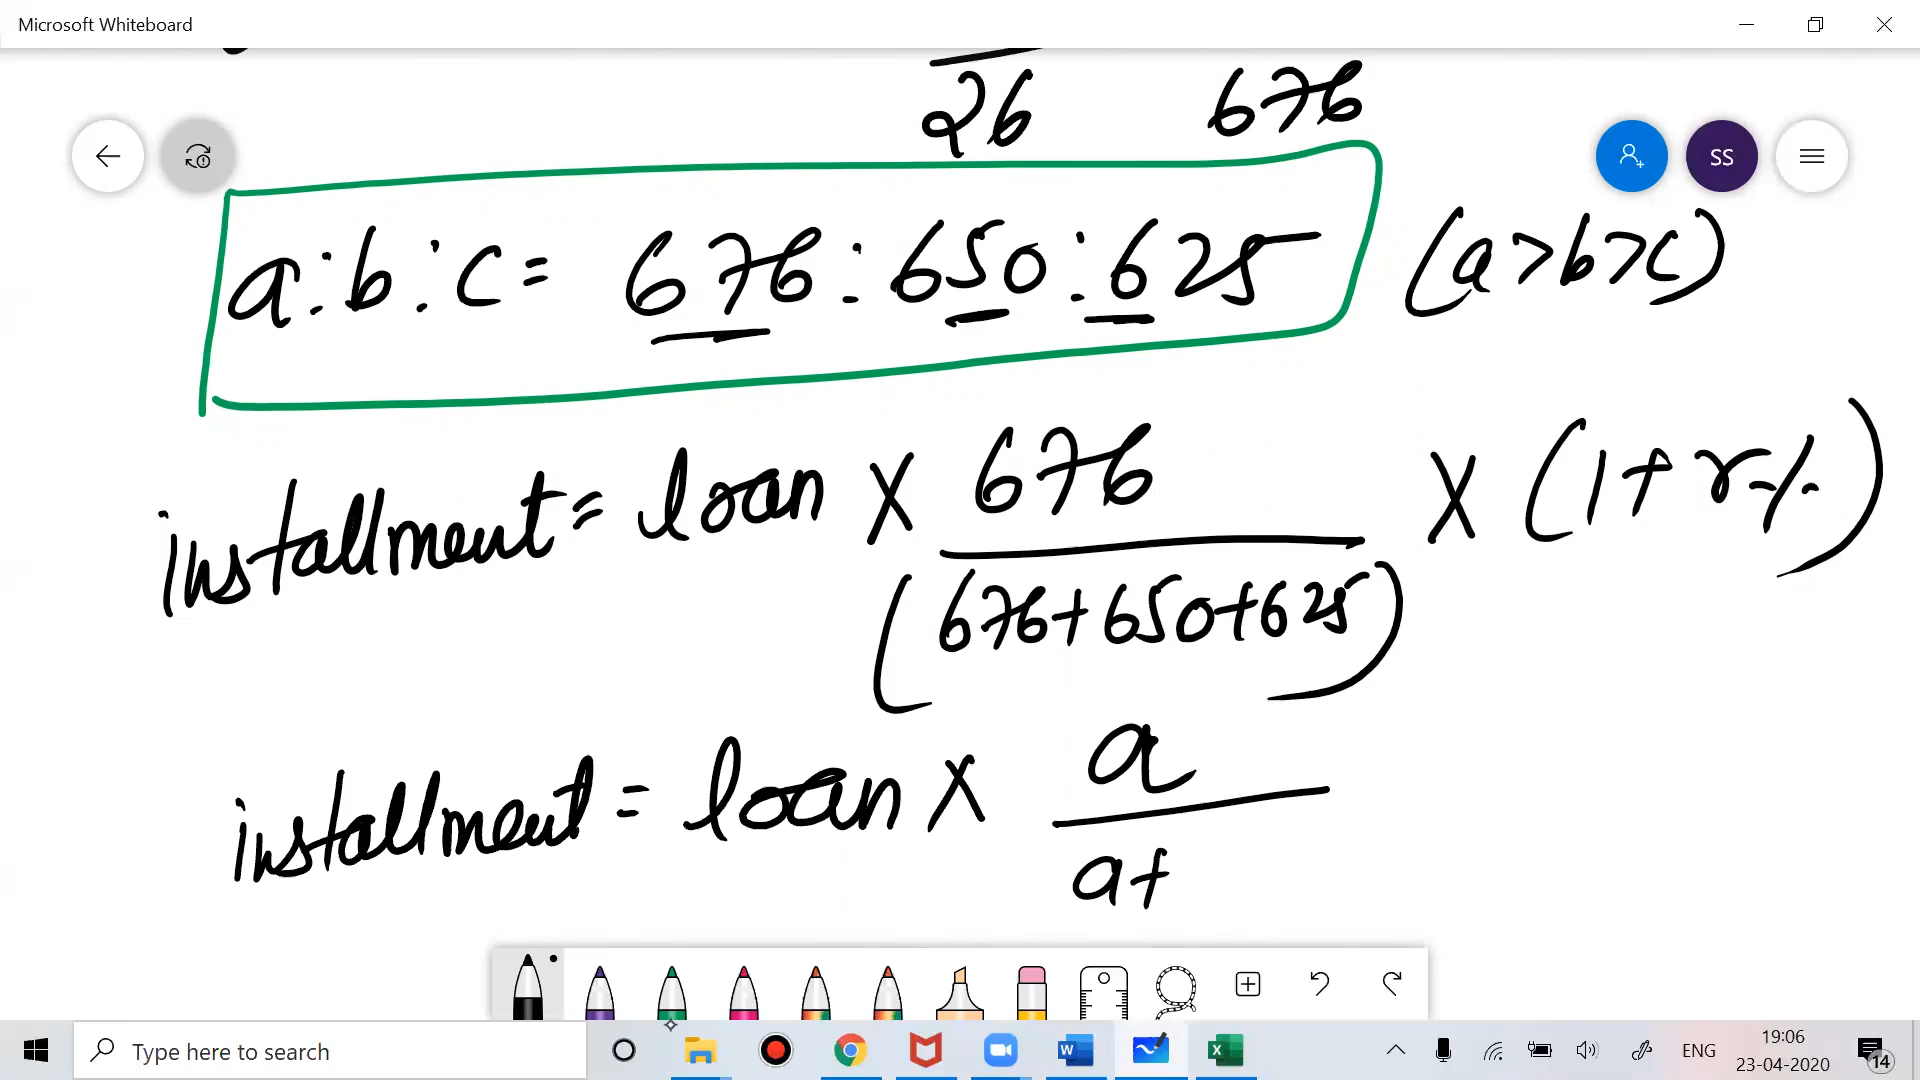 Microsoft Whiteboard
26 676
SS
a:b:c= 676:650:625 (a>b>c)
installment= loan X 676 X (1+r%)
(676+650+625)
installment = loan X a
a+
Type here to search
W
X
ENG
19:06
23-04-2020
14